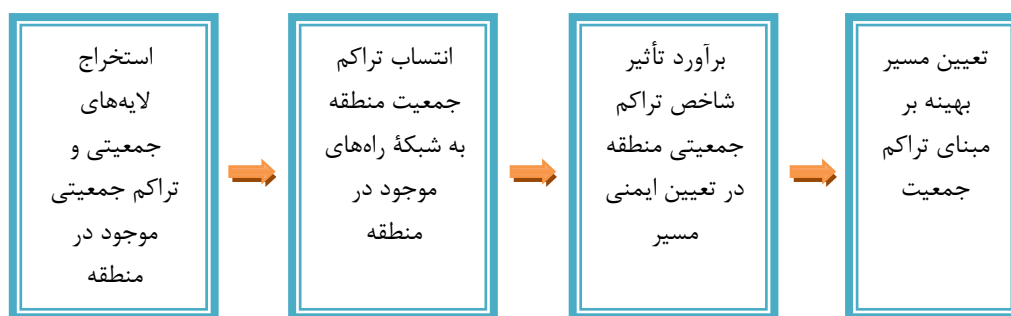 استخراج
لایه‌های
جمعیتی و
تراکم جمعیتی
موجود در
منطقه
انتساب تراکم
جمعیت منطقه
به شبکهٔ راه‌های
موجود در
منطقه
برآورد تأثیر
شاخص تراکم
جمعیتی منطقه
در تعیین ایمنی
مسیر
تعیین مسیر
بهینه بر
مبنای تراکم
جمعیت